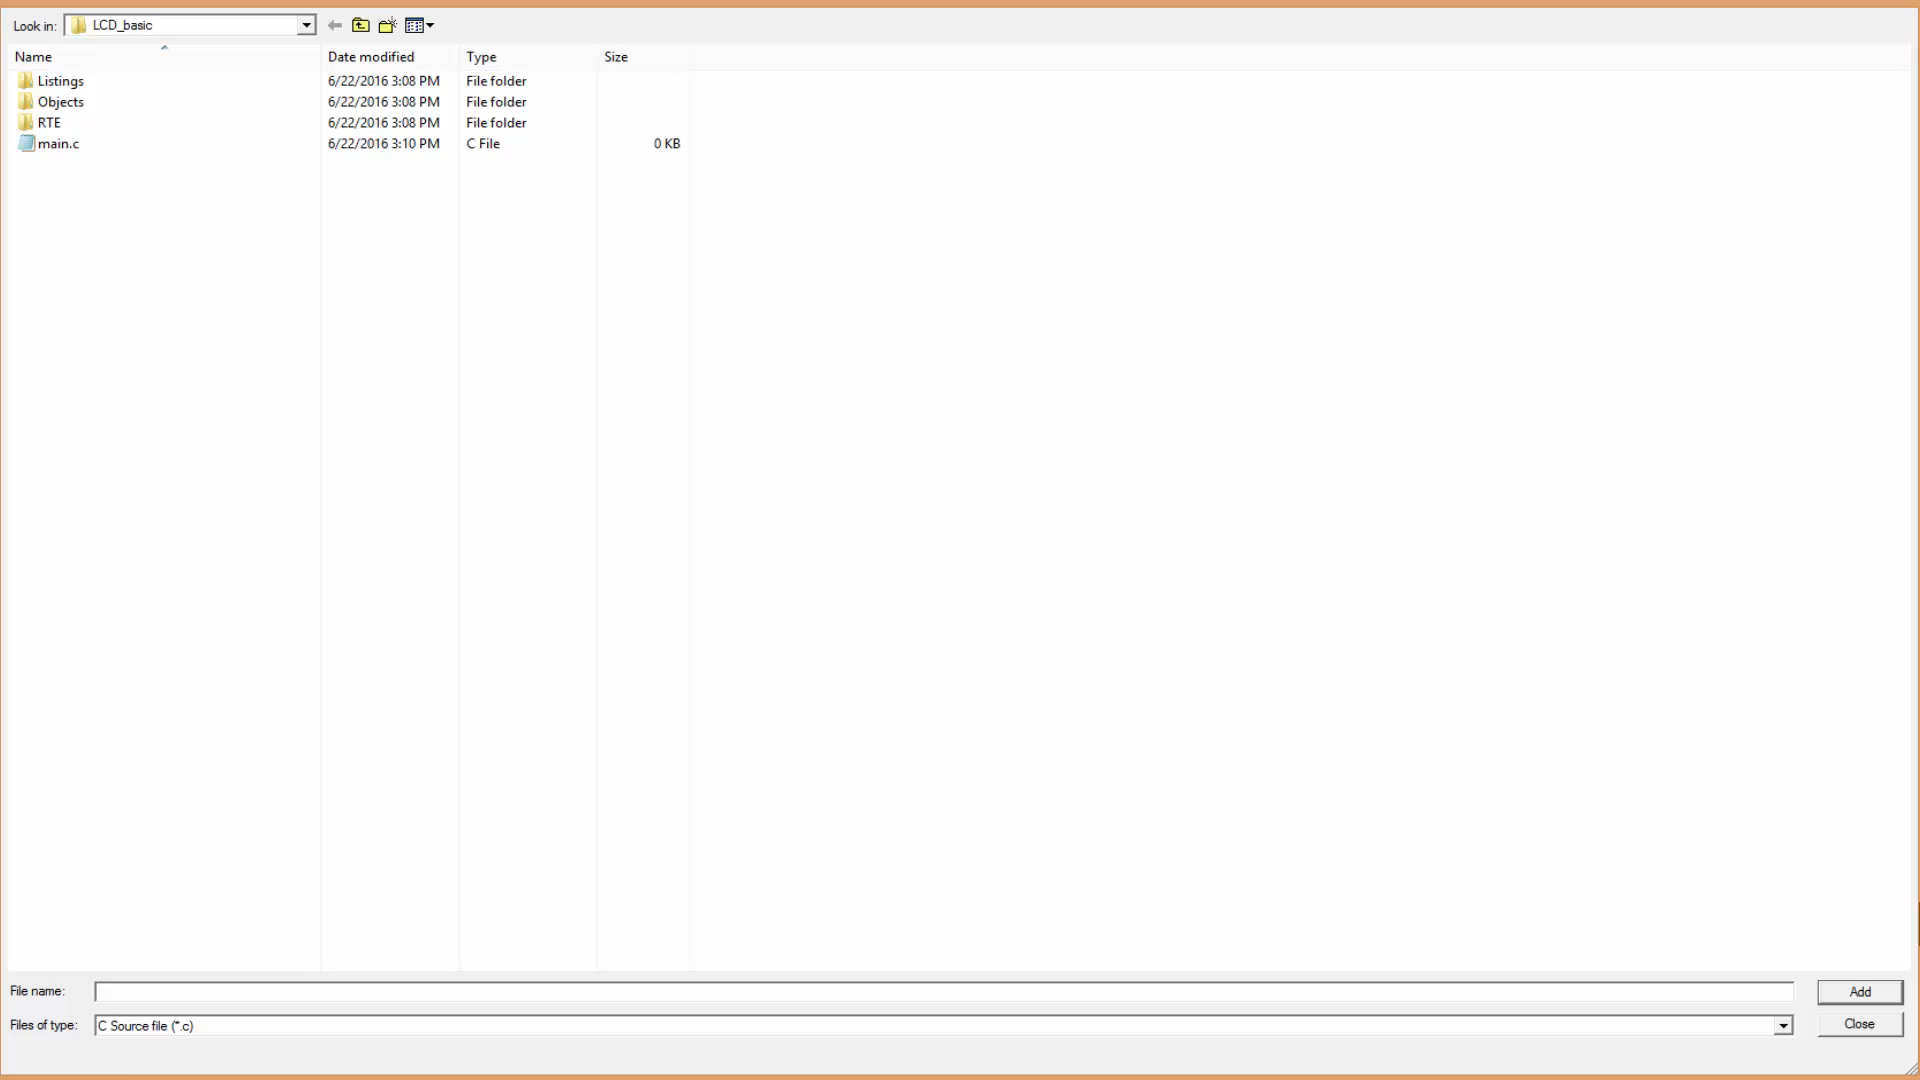 Look in: LCD_basic
Name Date modified Type Size
Listings 6/22/2016 3:08 PM File folder
Objects 6/22/2016 3:08 PM File folder
RTE 6/22/2016 3:08 PM File folder
main.c 6/22/2016 3:10 PM C File 0 KB
File name: Add
Files of type: C Source file (*.c) Close